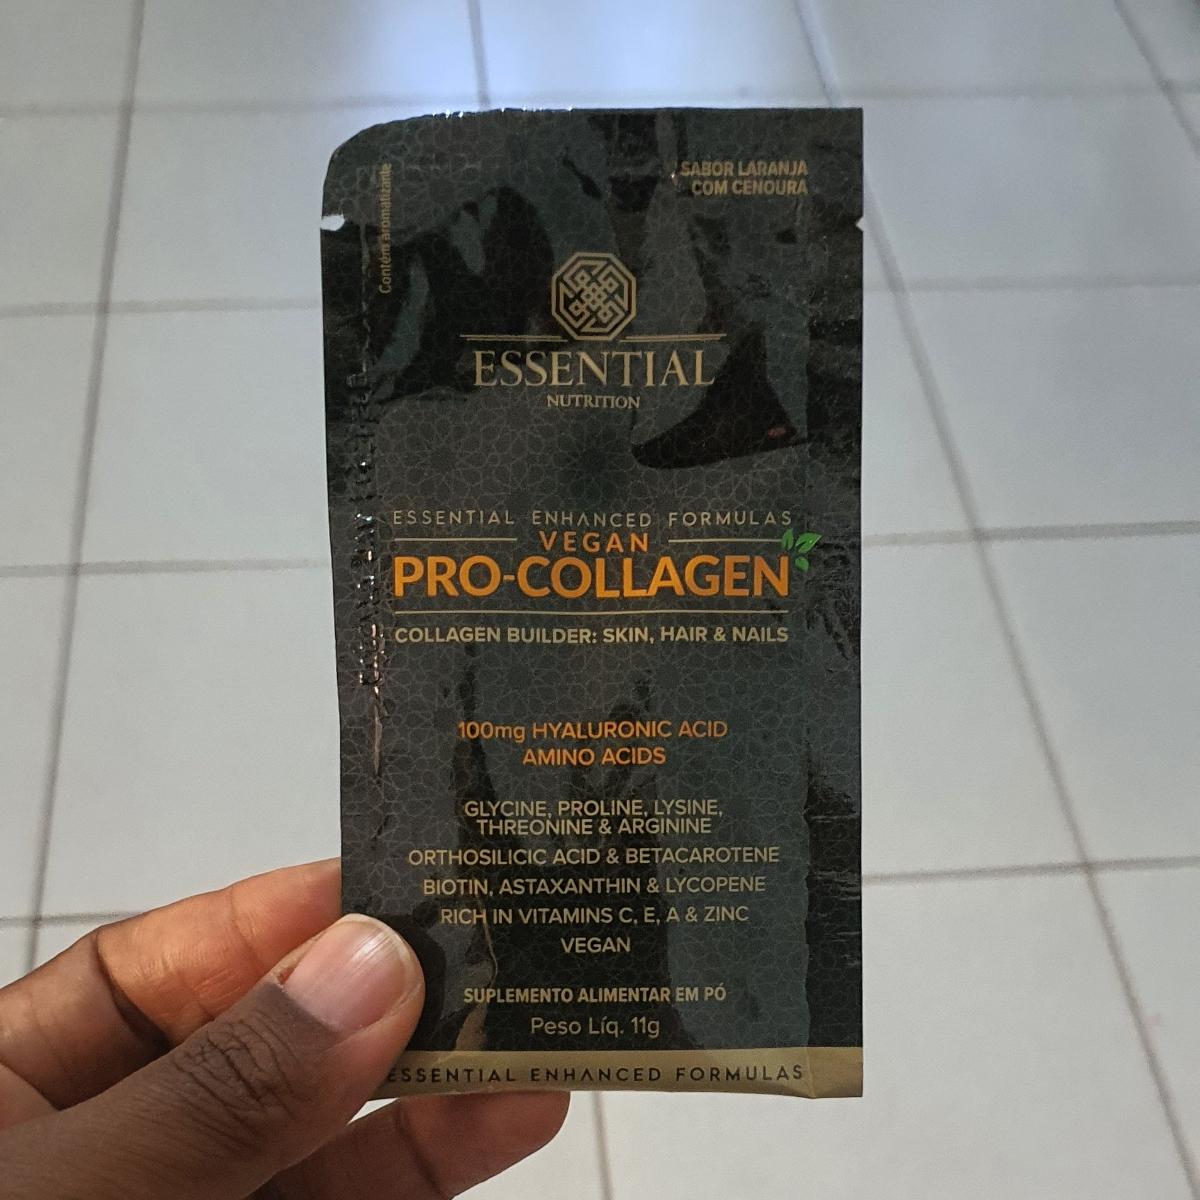 SABOR LARANJA
COM CENOURA
Contém aromatizante
ESSENTIAL
NUTRITION
ESSENTIAL ENHANCED FORMULAS
VEGAN
PRO-COLLAGEN
COLLAGEN BUILDER: SKIN, HAIR & NAILS
100mg HYALURONIC ACID
AMINO ACIDS
GLYCINE, PROLINE, LYSINE,
THREONINE & ARGININE
ORTHOSILICIC ACID & BETACAROTENE
BIOTIN, ASTAXANTHIN & LYCOPENE
RICH IN VITAMINS C, E, A & ZINC
VEGAN
SUPLEMENTO ALIMENTAR EM PÓ
Peso Líq. 11g
ESSENTIAL ENHANCED FORMULAS